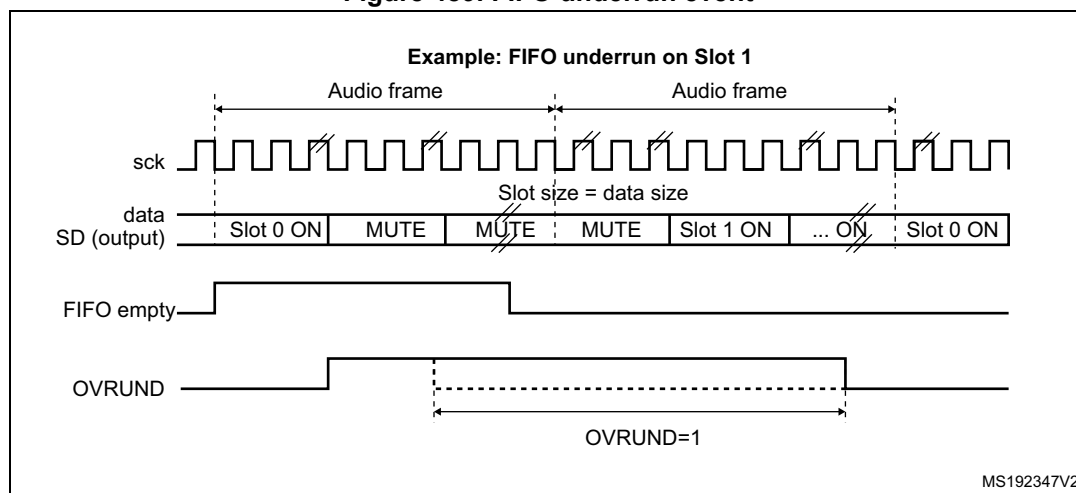 Example: FIFO underrun on Slot 1
Audio frame Audio frame
sck
Slot size = data size
data
SD (output) Slot 0 ON MUTE MUTE MUTE Slot 1 ON ... ON Slot 0 ON
FIFO empty
OVRUND
OVRUND=1
MS192347V2